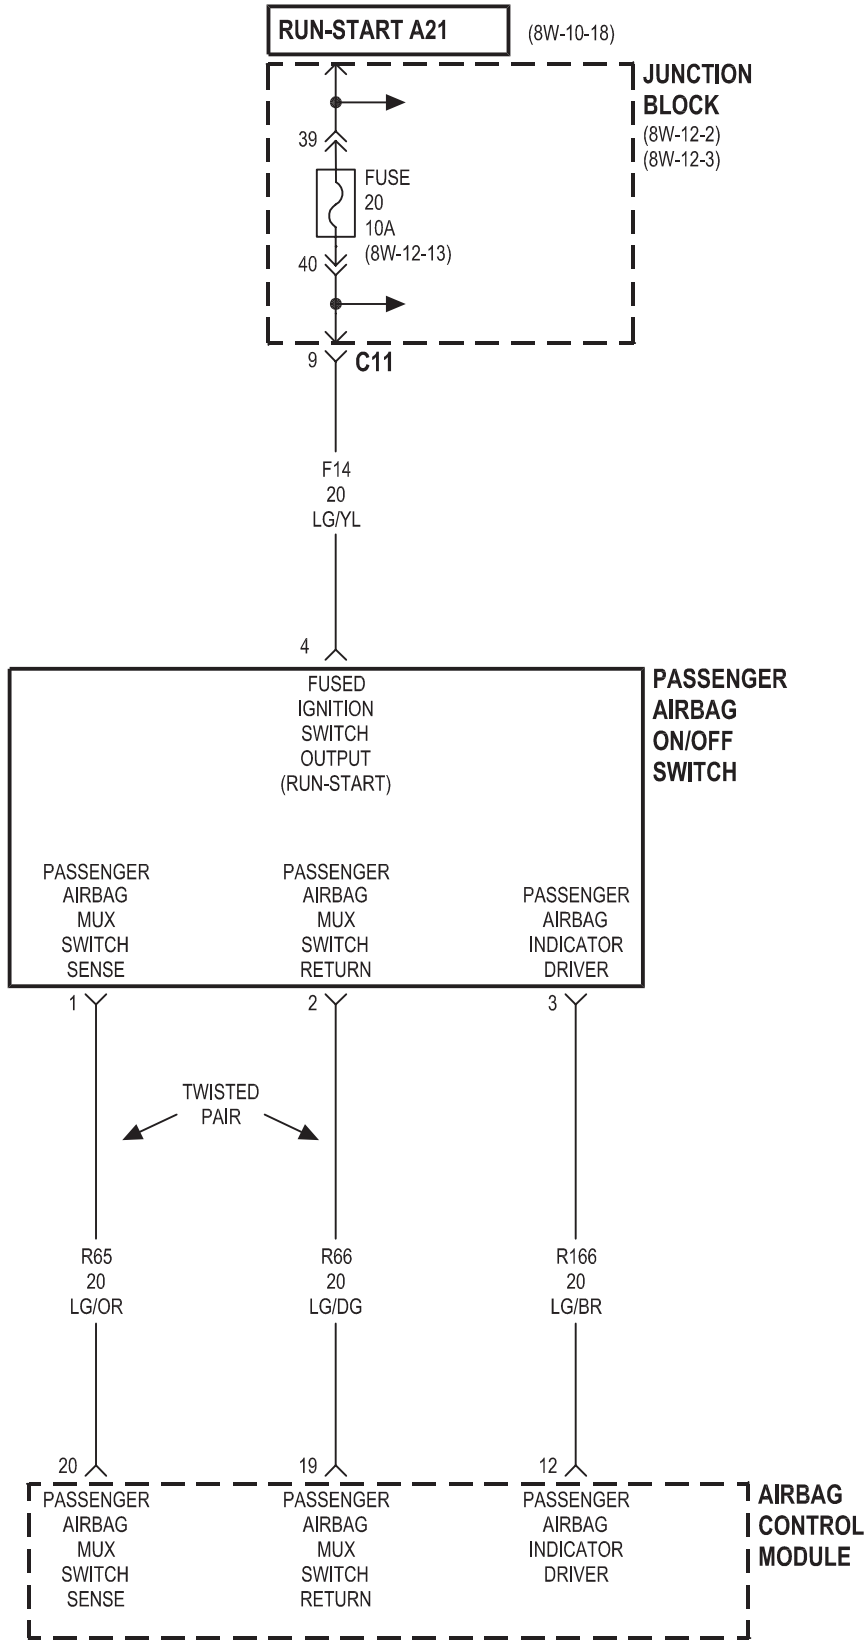 RUN-START A21
(8W-10-18)
JUNCTION
BLOCK
(8W-12-2)
(8W-12-3)
39
FUSE
20
10A
(8W-12-13)
40
9
C11
F14
20
LG/YL
4
FUSED
IGNITION
SWITCH
OUTPUT
(RUN-START)
PASSENGER
AIRBAG
ON/OFF
SWITCH
PASSENGER
AIRBAG
MUX
SWITCH
SENSE
PASSENGER
AIRBAG
MUX
SWITCH
RETURN
PASSENGER
AIRBAG
INDICATOR
DRIVER
1
2
3
TWISTED
PAIR
R65
20
LG/OR
R66
20
LG/DG
R166
20
LG/BR
20
19
12
PASSENGER
AIRBAG
MUX
SWITCH
SENSE
PASSENGER
AIRBAG
MUX
SWITCH
RETURN
PASSENGER
AIRBAG
INDICATOR
DRIVER
AIRBAG
CONTROL
MODULE